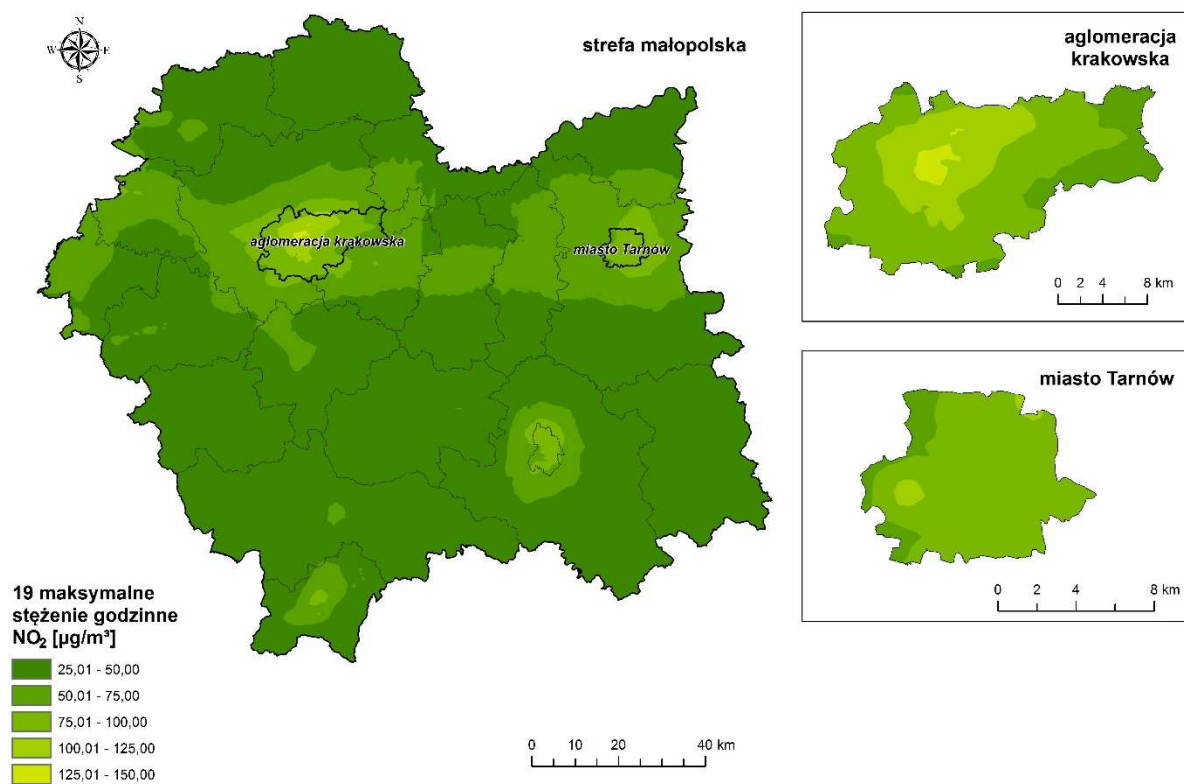 N
W E
S
strefa małopolska
aglomeracja krakowska
miasto Tarnów
19 maksymalne
stężenie godzinne
NO₂ [µg/m³]
25,01 - 50,00
50,01 - 75,00
75,01 - 100,00
100,01 - 125,00
125,01 - 150,00
0 10 20 40 km
aglomeracja
krakowska
0 2 4 8 km
miasto Tarnów
0 2 4 8 km